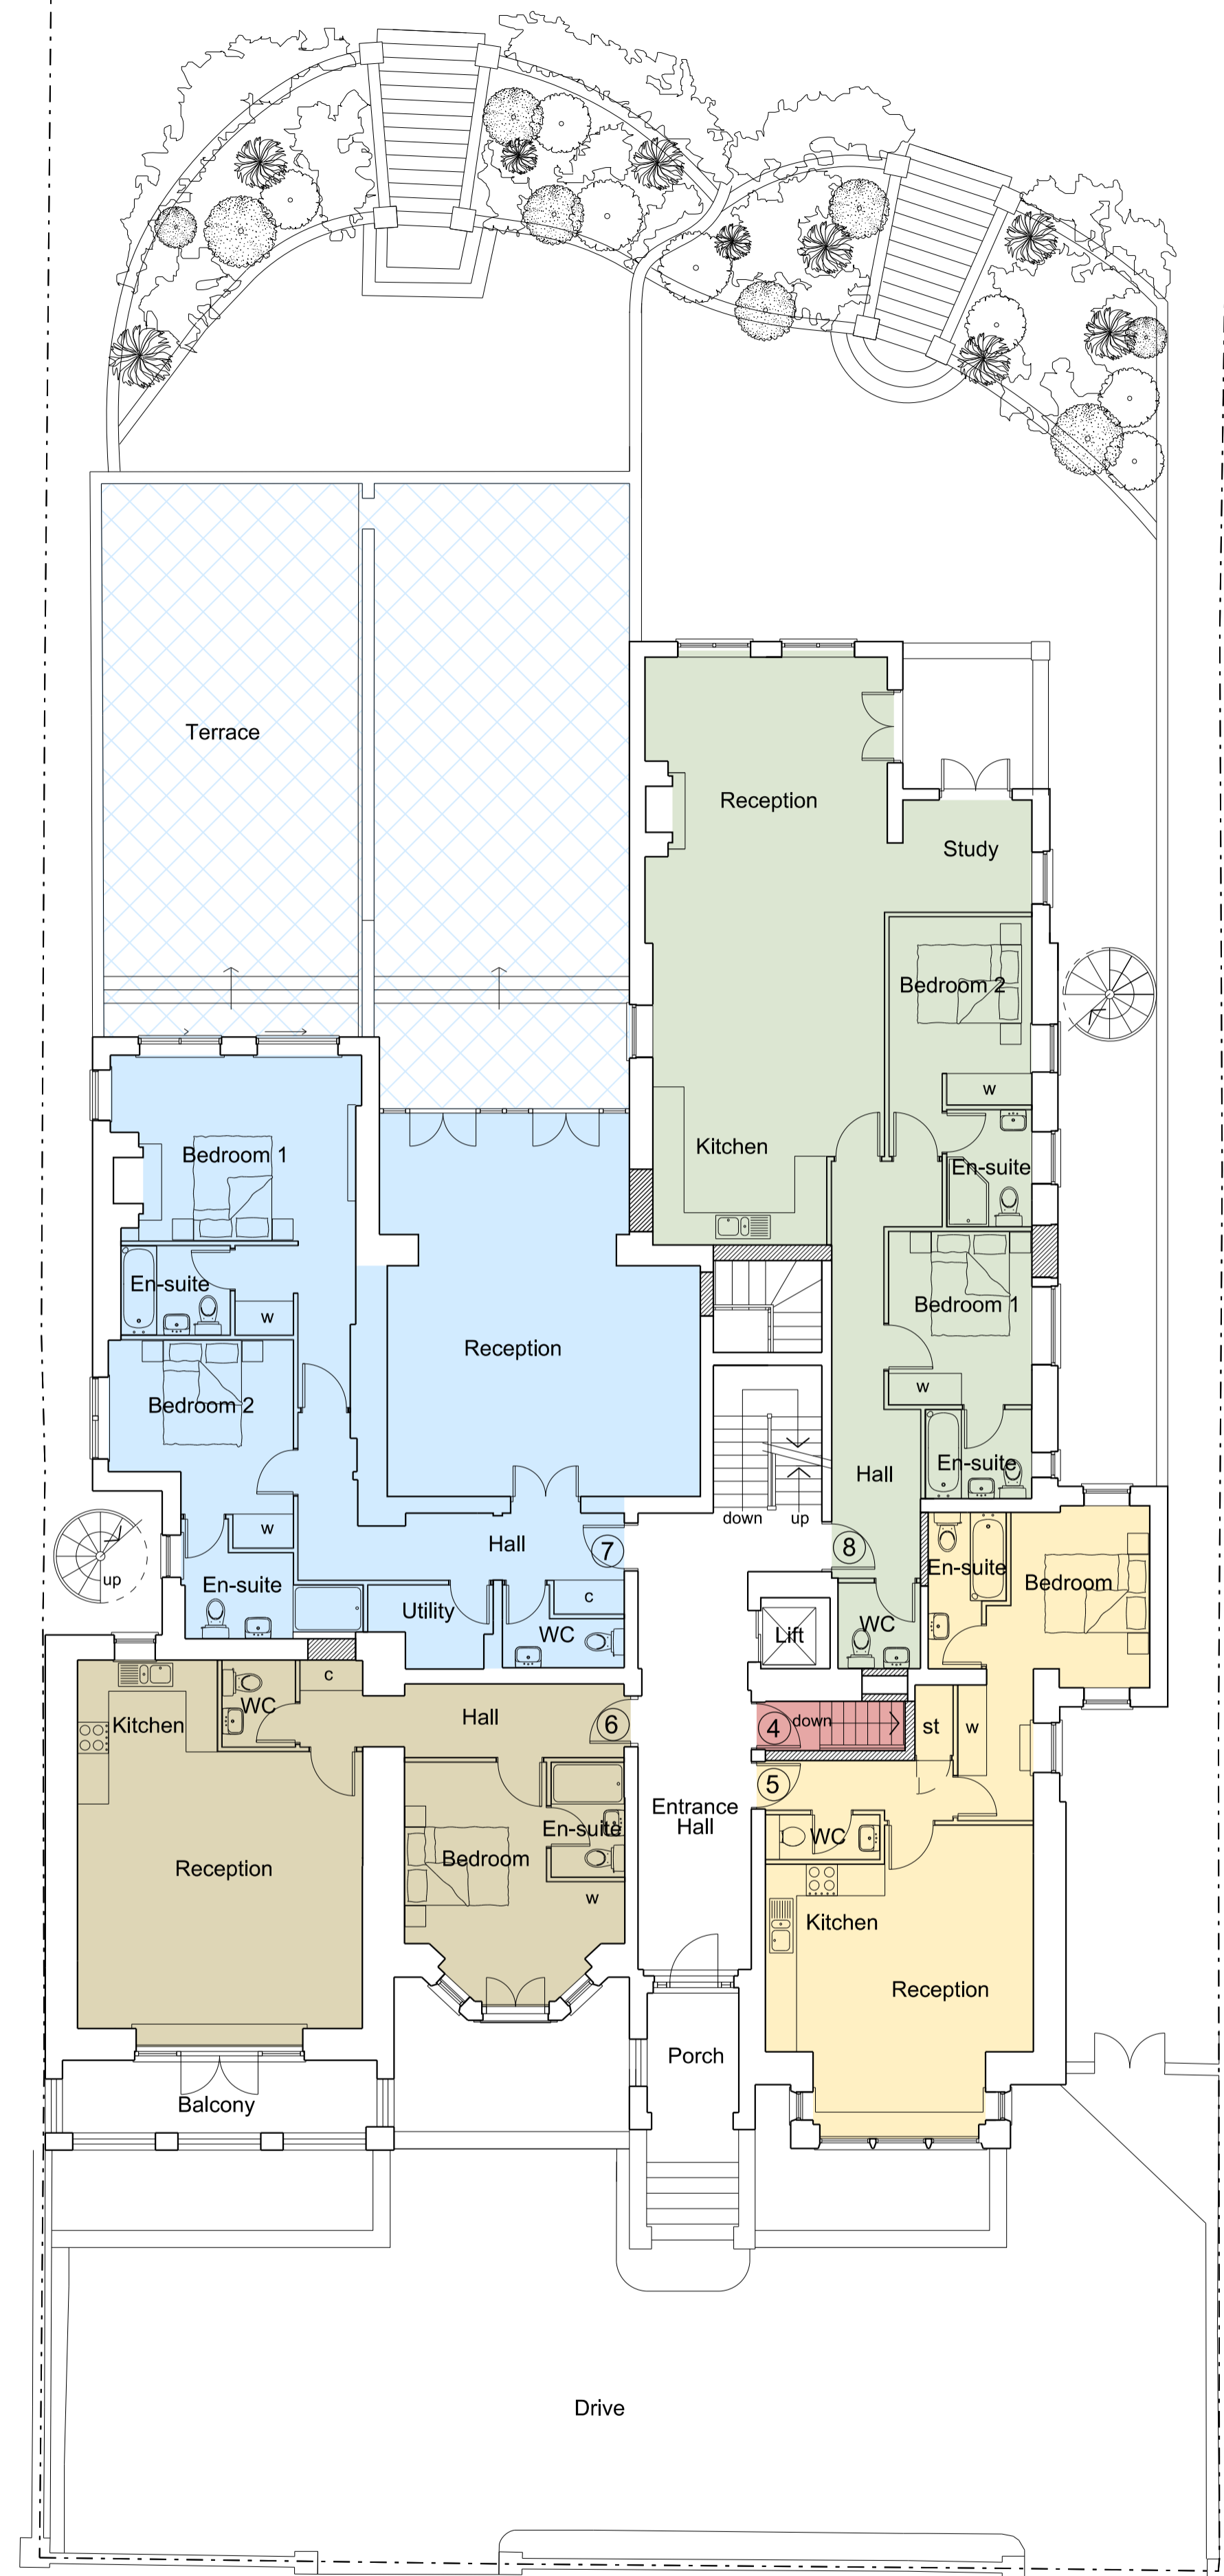 Terrace
Reception
Study
Bedroom 2
w
Kitchen
En-suite
Bedroom 1
En-suite
w
Bedroom 1
w
Reception
Bedroom 2
En-suite
Hall
w
down
up
Hall
7
8
up
En-suite
En-suite
Bedroom
Utility
c
WC
Lift
WC
c
WC
Kitchen
Hall
6
4
down
st
w
5
Entrance
Hall
En-suite
WC
Reception
Bedroom
w
Kitchen
Reception
Porch
Balcony
Drive